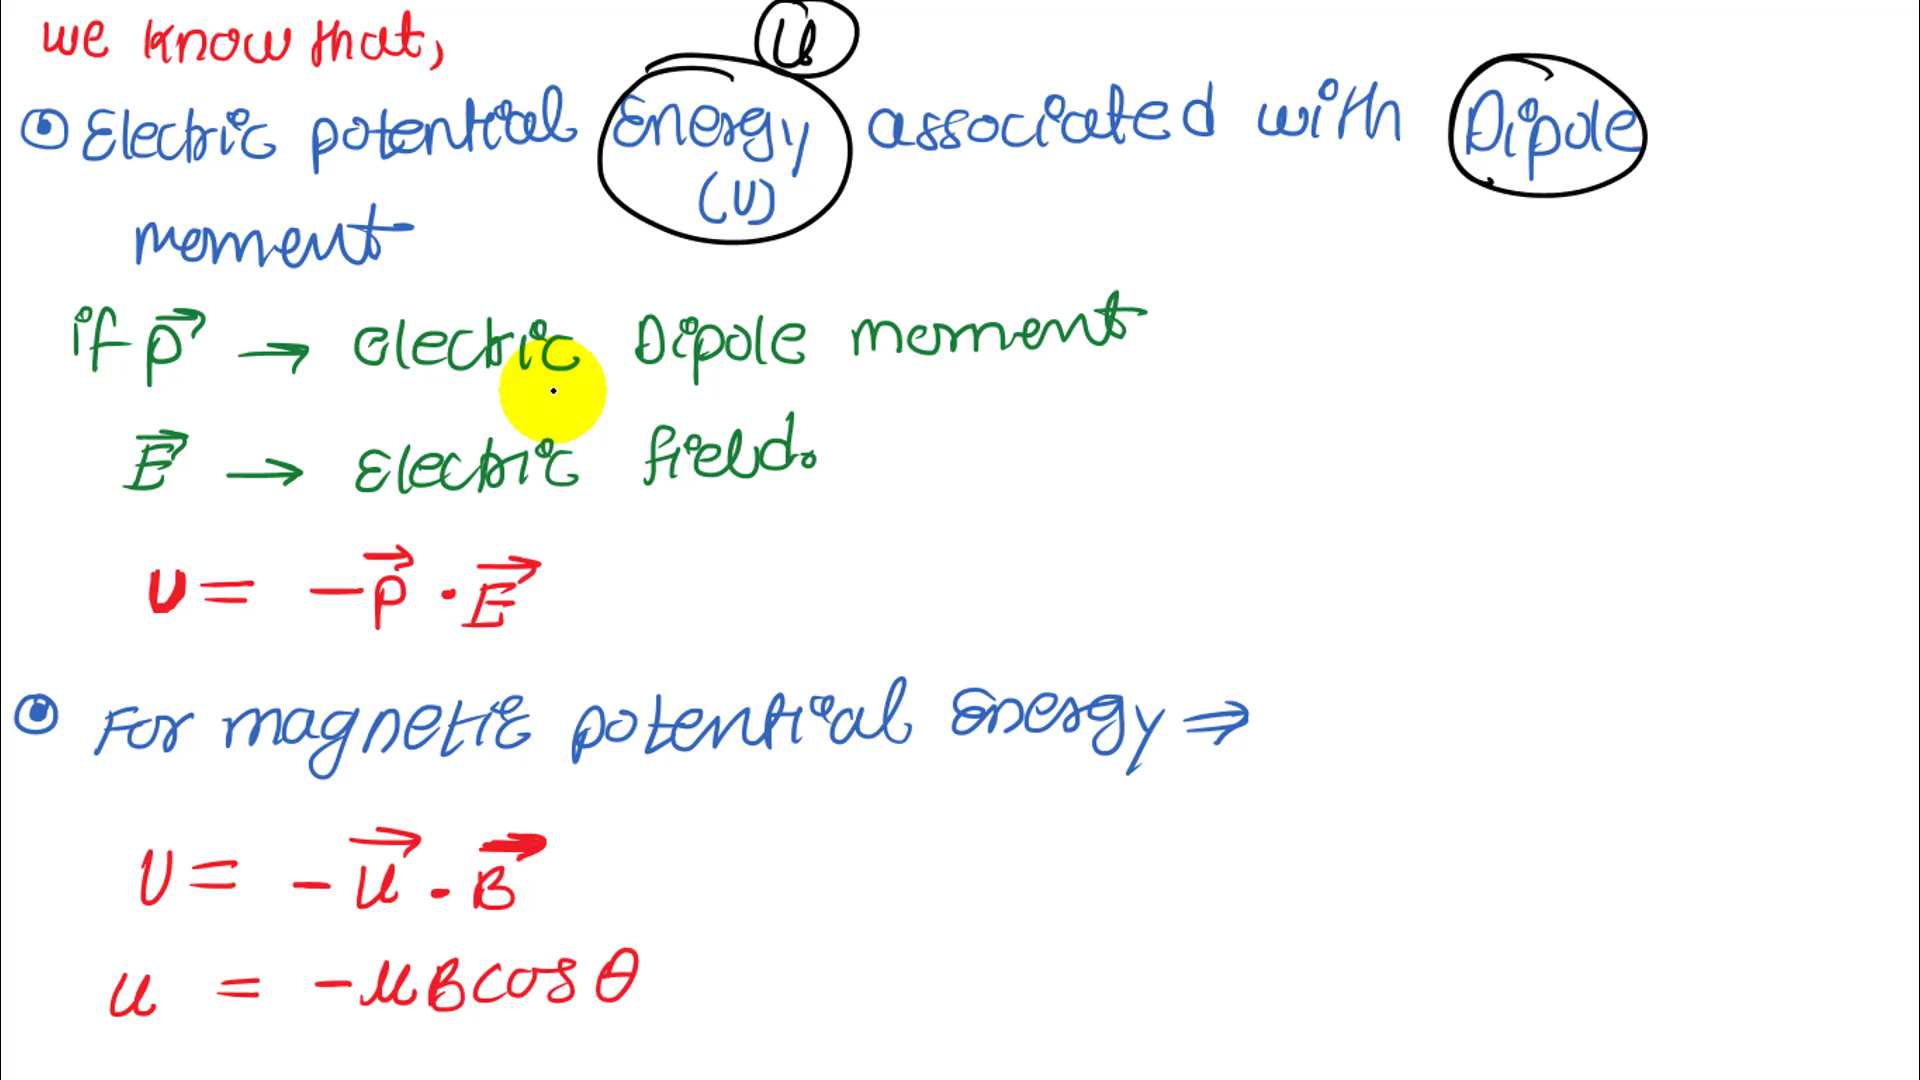 we know that,
U
Electric potential Energy associated with Dipole
(U)
moment
if p⃗ → electric Dipole moment
E⃗ → Electric field.
U = -p⃗ · E⃗
For magnetic potential Energy ⇒
U = -μ⃗ · B⃗
u = -μBcosθ